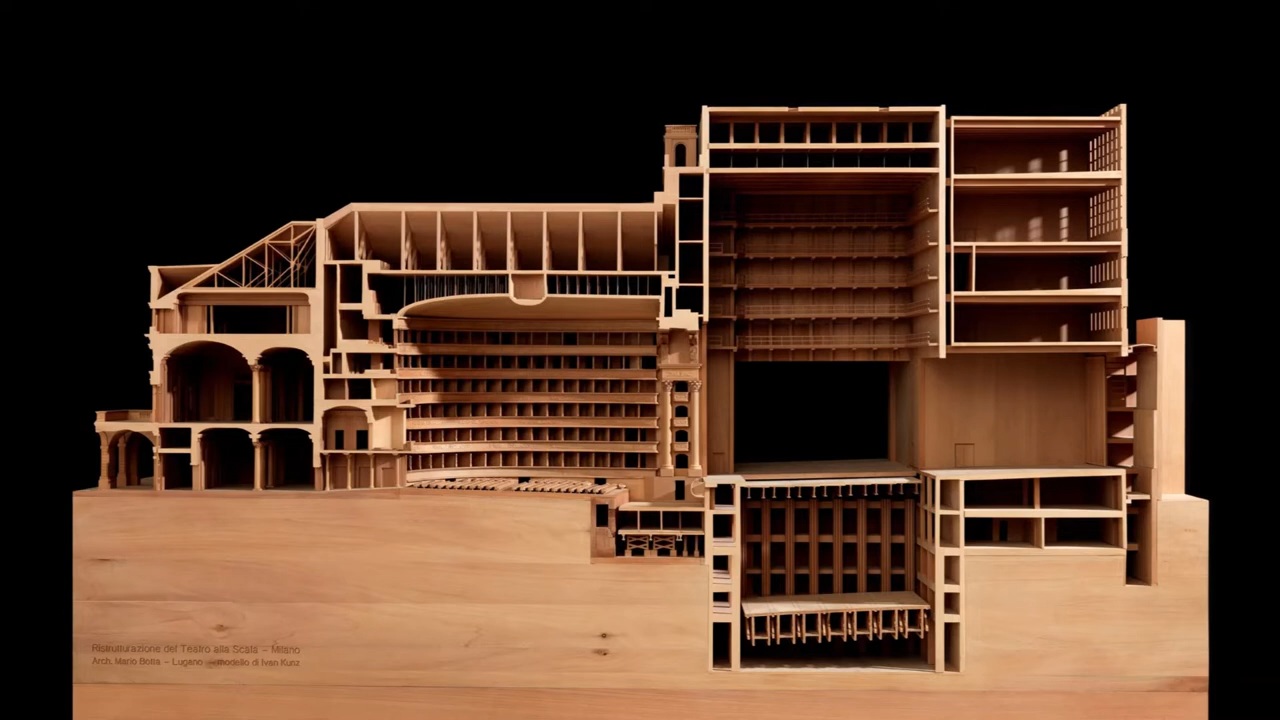 Ristrutturazione del Teatro alla Scala – Milano
Arch. Mario Botta – Lugano – modello di Ivan Kunz